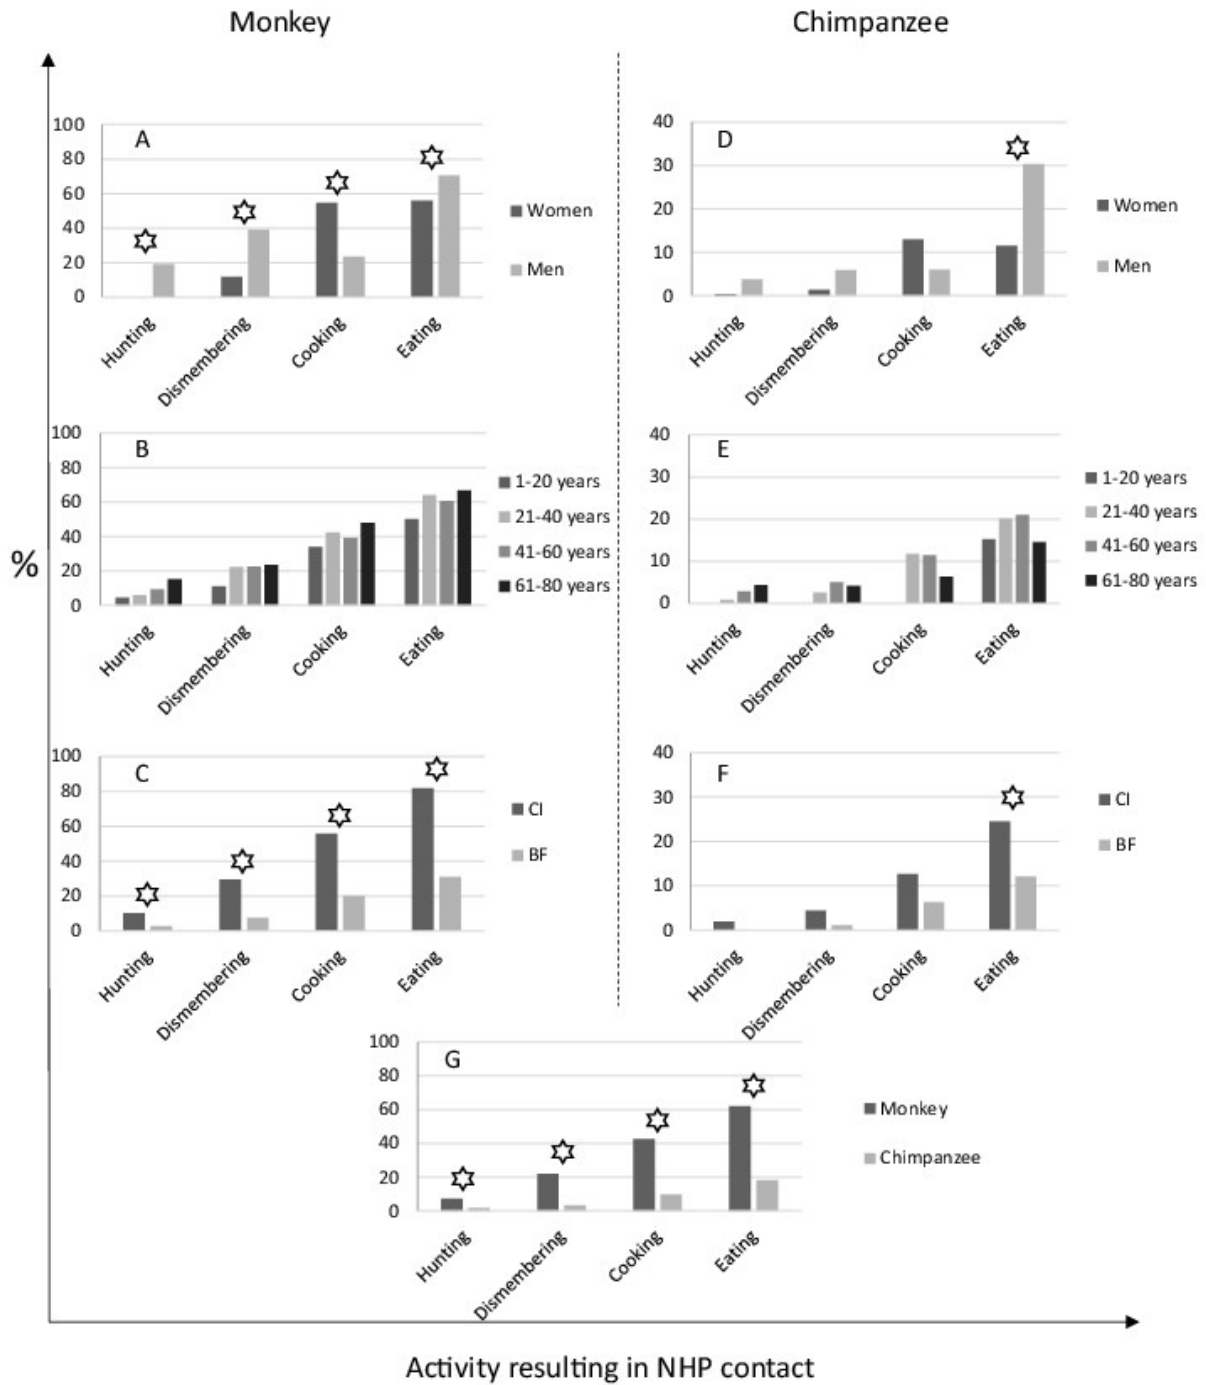 Monkey
Chimpanzee
A
100
80
60
40
20
0
Hunting
Dismembering
Cooking
Eating
Women
Men
D
40
30
20
10
0
Hunting
Dismembering
Cooking
Eating
Women
Men
B
100
80
60
40
20
0
Hunting
Dismembering
Cooking
Eating
1-20 years
21-40 years
41-60 years
61-80 years
E
40
30
20
10
0
Hunting
Dismembering
Cooking
Eating
1-20 years
21-40 years
41-60 years
61-80 years
%
C
100
80
60
40
20
0
Hunting
Dismembering
Cooking
Eating
CI
BF
F
40
30
20
10
0
Hunting
Dismembering
Cooking
Eating
CI
BF
G
100
80
60
40
20
0
Hunting
Dismembering
Cooking
Eating
Monkey
Chimpanzee
Activity resulting in NHP contact